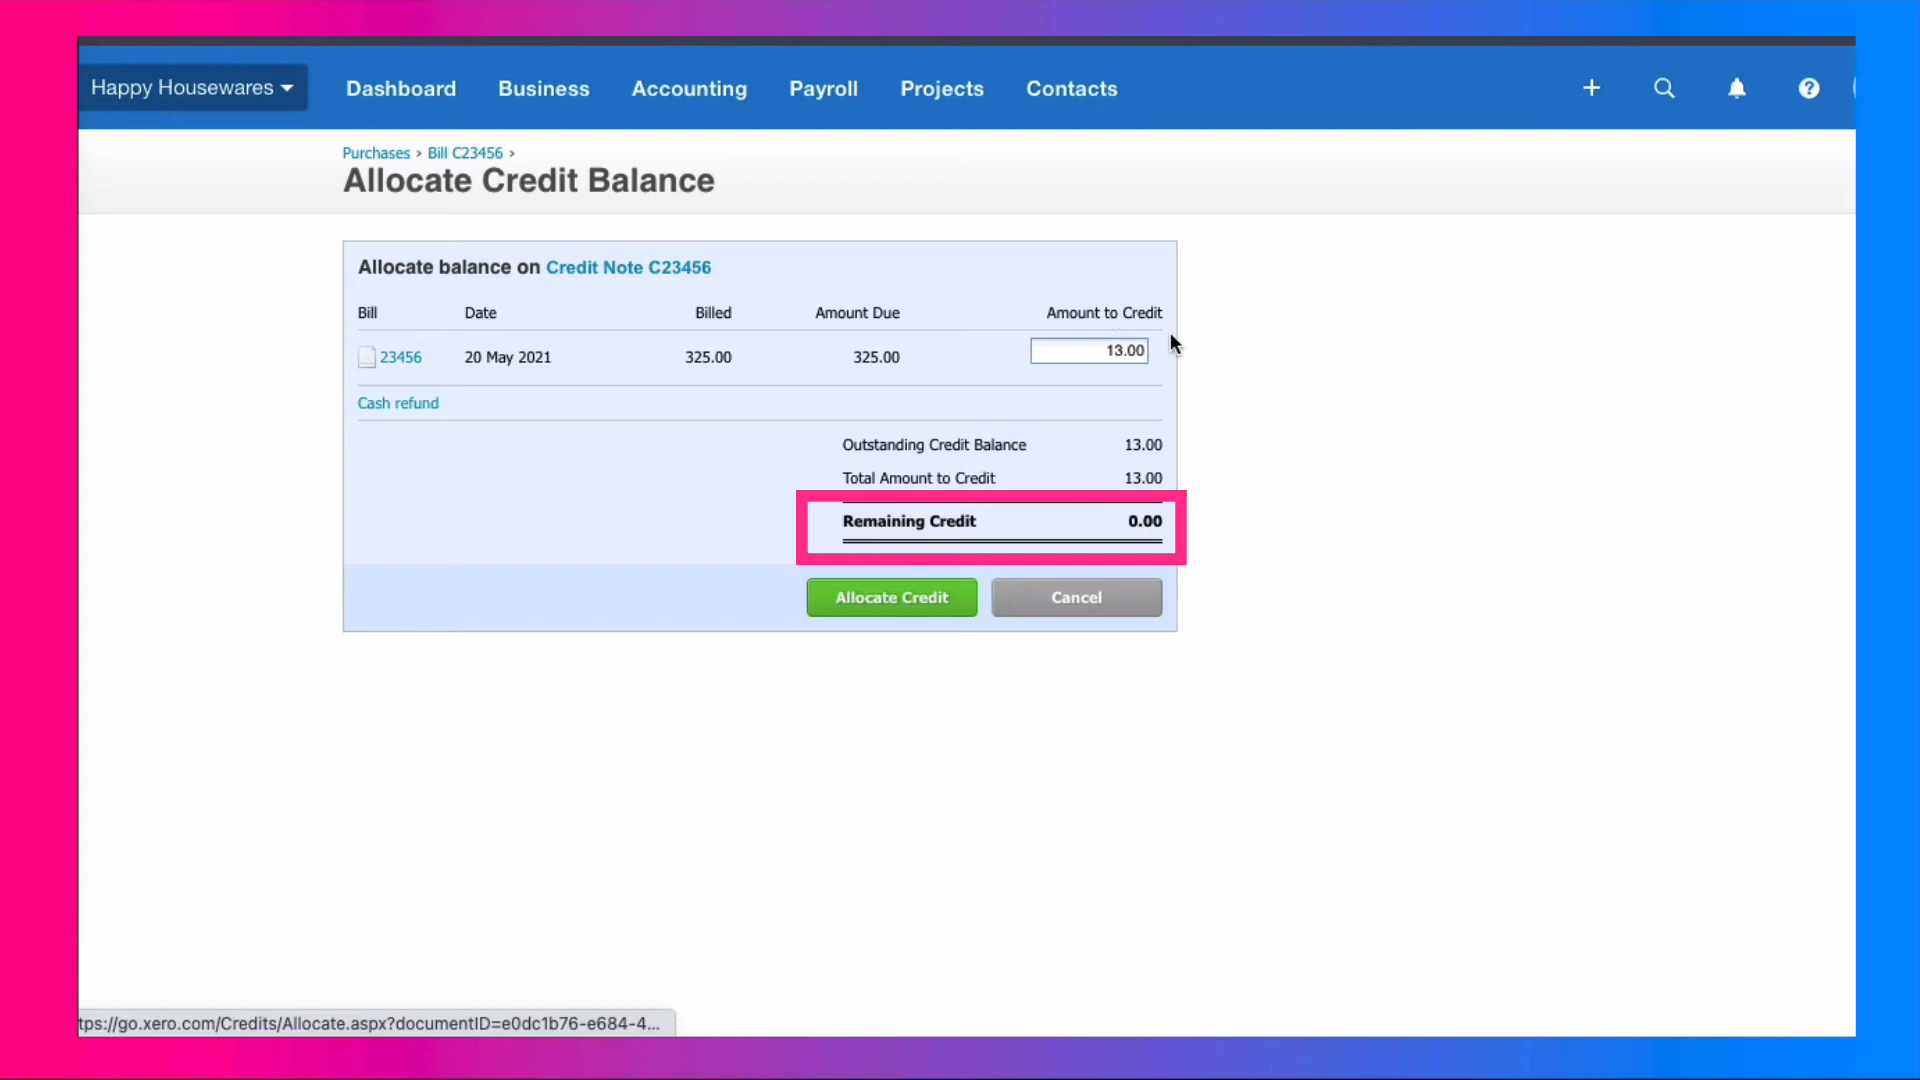 Happy Housewares
Dashboard
Business
Accounting
Payroll
Projects
Contacts
Purchases › Bill C23456 ›
Allocate Credit Balance
Allocate balance on Credit Note C23456
Bill Date Billed Amount Due Amount to Credit
23456 20 May 2021 325.00 325.00 13.00
Cash refund
Outstanding Credit Balance 13.00
Total Amount to Credit 13.00
Remaining Credit 0.00
Allocate Credit
Cancel
tps://go.xero.com/Credits/Allocate.aspx?documentID=e0dc1b76-e684-4...